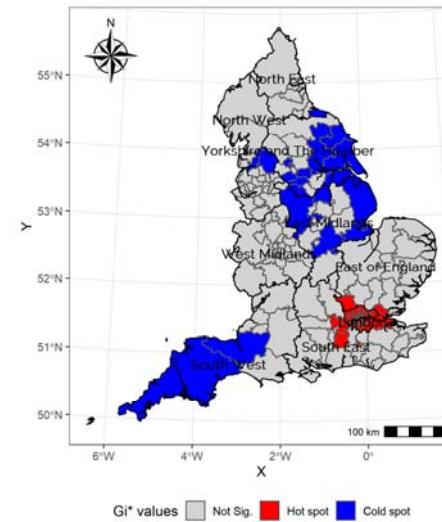 N
55°N
54°N
53°N
52°N
51°N
50°N
Y
North East
North West
Yorkshire and The Humber
East Midlands
West Midlands
East of England
London
South East
South West
100 km
6°W
4°W
2°W
0°
X
Gi* values
Not Sig.
Hot spot
Cold spot